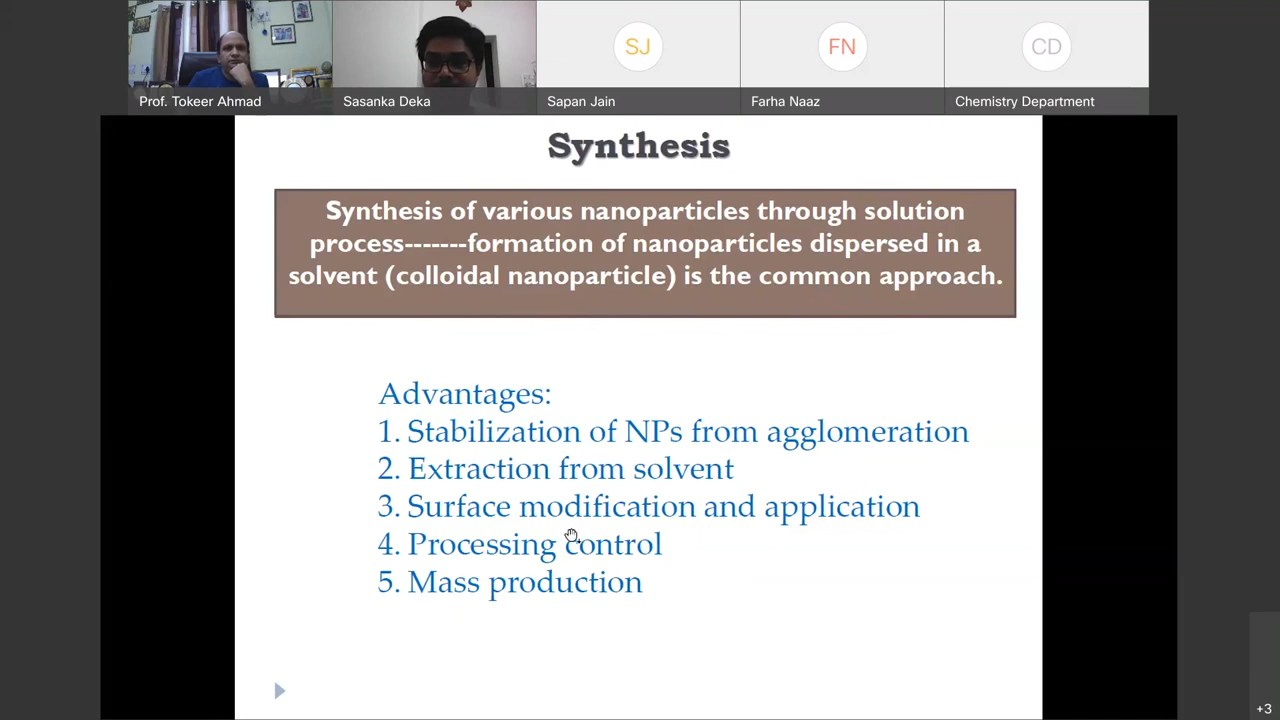 SJ
FN
CD
Prof. Tokeer Ahmad
Sasanka Deka
Sapan Jain
Farha Naaz
Chemistry Department
Synthesis
Synthesis of various nanoparticles through solution
process-------formation of nanoparticles dispersed in a
solvent (colloidal nanoparticle) is the common approach.
Advantages:
1. Stabilization of NPs from agglomeration
2. Extraction from solvent
3. Surface modification and application
4. Processing control
5. Mass production
+3